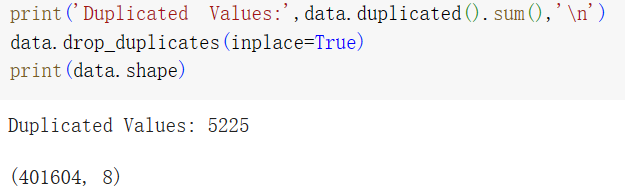 print('Duplicated  Values:',data.duplicated().sum(),'\n')
data.drop_duplicates(inplace=True)
print(data.shape)
Duplicated Values: 5225
(401604, 8)